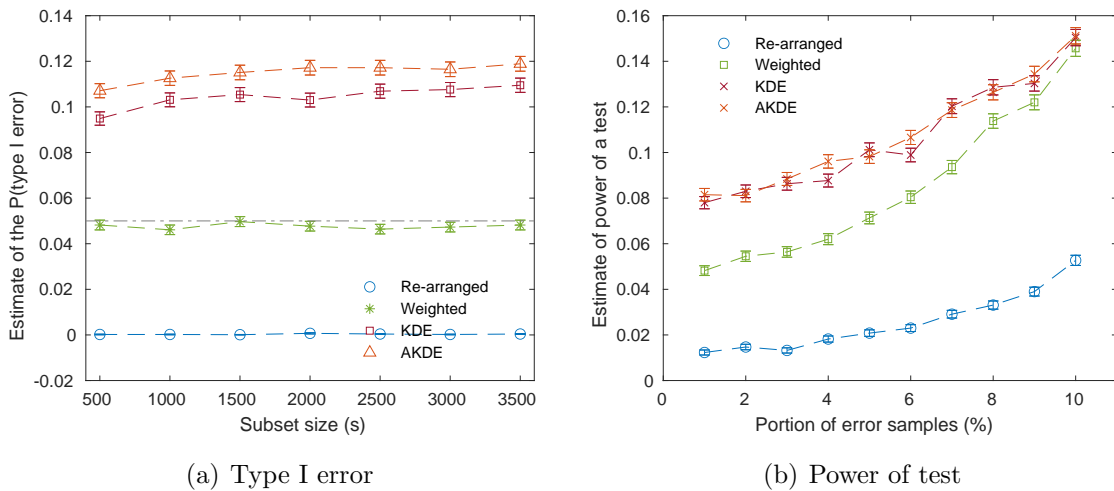 0.14
0.12
0.1
0.08
0.06
0.04
0.02
0
-0.02
Estimate of the P(type I error)
Re-arranged
Weighted
KDE
AKDE
500 1000 1500 2000 2500 3000 3500
Subset size (s)
(a) Type I error
0.16
0.14
0.12
0.1
0.08
0.06
0.04
0.02
0
Estimate of power of a test
Re-arranged
Weighted
KDE
AKDE
0 2 4 6 8 10
Portion of error samples (%)
(b) Power of test